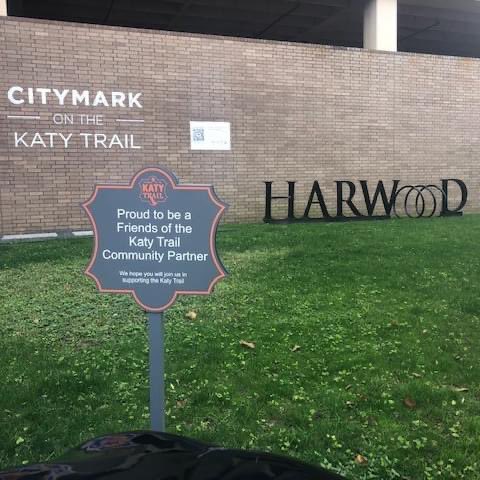 CITYMARK
ON THE
KATY TRAIL
HARWOOD
KATY
TRAIL
Proud to be a
Friends of the
Katy Trail
Community Partner
We hope you will join us in
supporting the Katy Trail